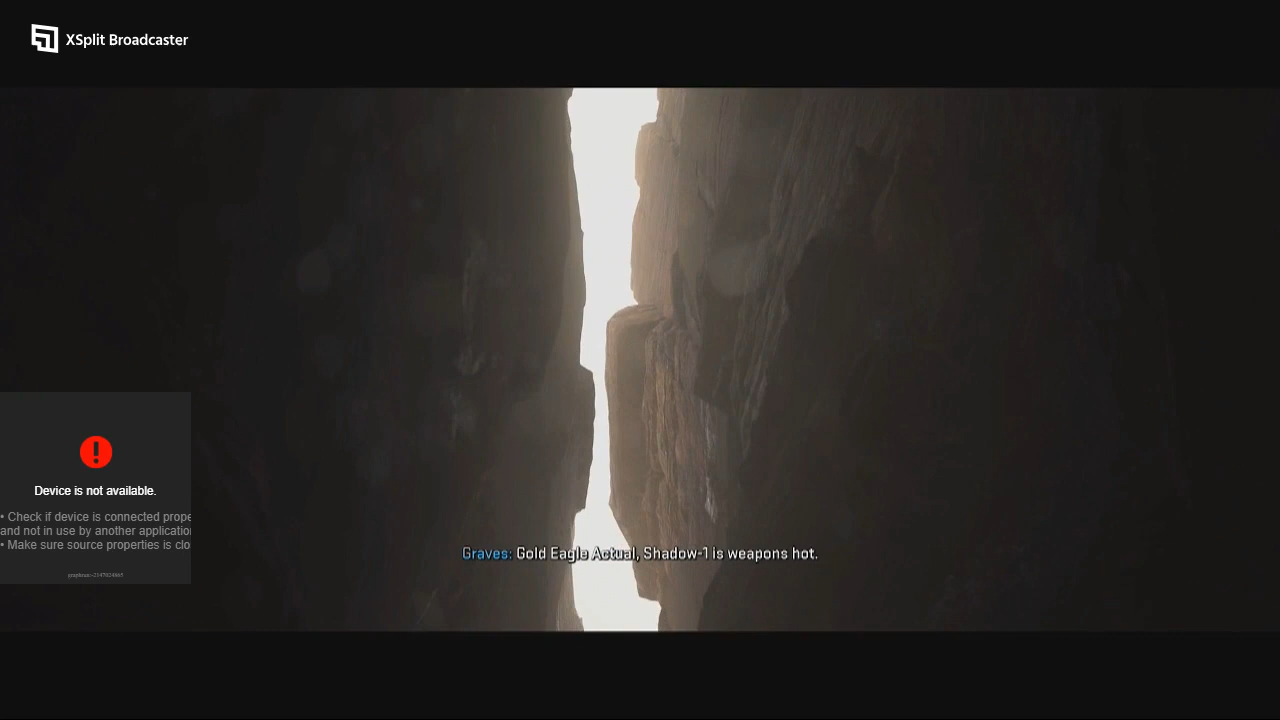 XSplit Broadcaster
Device is not available.
• Check if device is connected prope
and not in use by another application
• Make sure source properties is clo
Graves: Gold Eagle Actual, Shadow-1 is weapons hot.